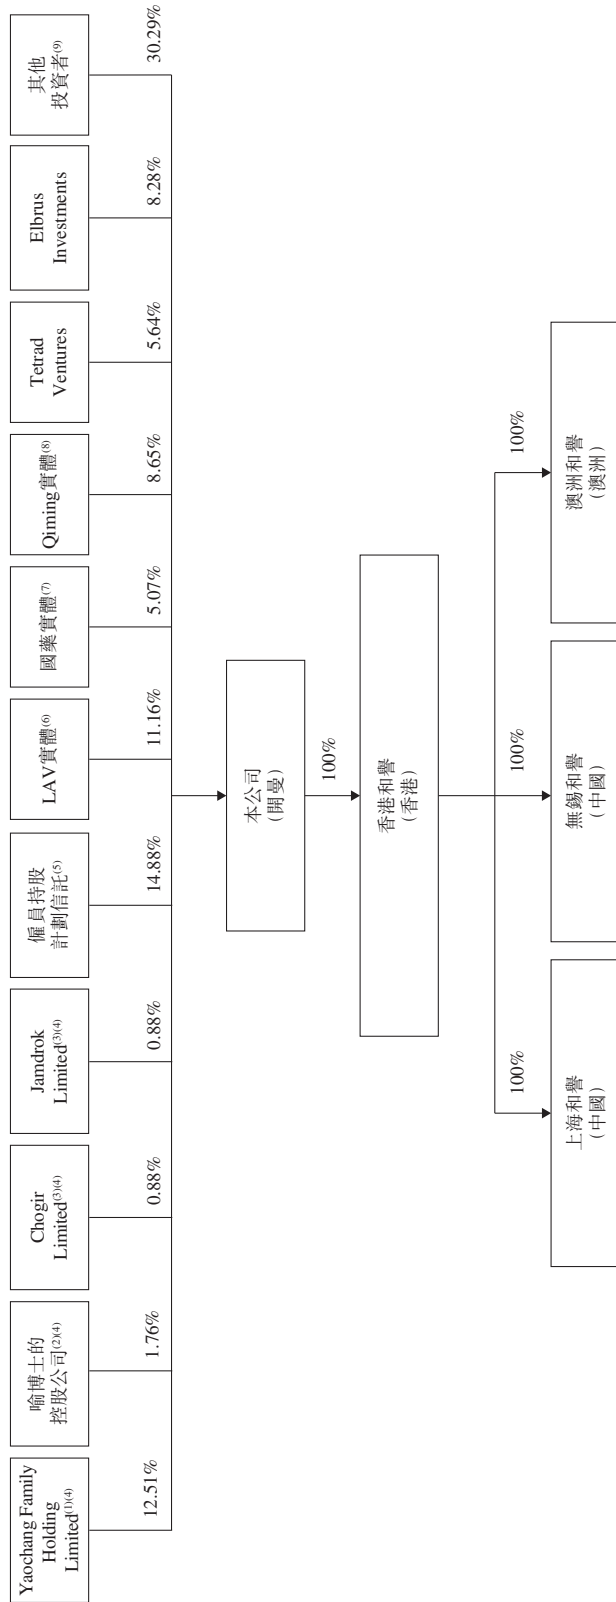 Yaochang Family
Holding
Limited(1)(4)
喻博士的
控股公司(2)(4)
Chogir
Limited(3)(4)
Jamdrok
Limited(3)(4)
僱員持股
計劃信託(5)
LAV實體(6)
國藥實體(7)
Qiming實體(8)
Tetrad
Ventures
Elbrus
Investments
其他
投資者(9)
12.51%
1.76%
0.88%
0.88%
14.88%
11.16%
5.07%
8.65%
5.64%
8.28%
30.29%
本公司
(開曼)
100%
香港和譽
(香港)
100%
100%
100%
上海和譽
(中國)
無錫和譽
(中國)
澳洲和譽
(澳洲)